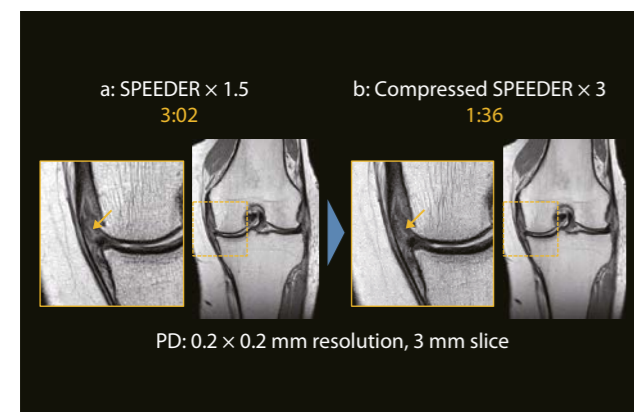 a: SPEEDER × 1.5
3:02
b: Compressed SPEEDER × 3
1:36
PD: 0.2 × 0.2 mm resolution, 3 mm slice